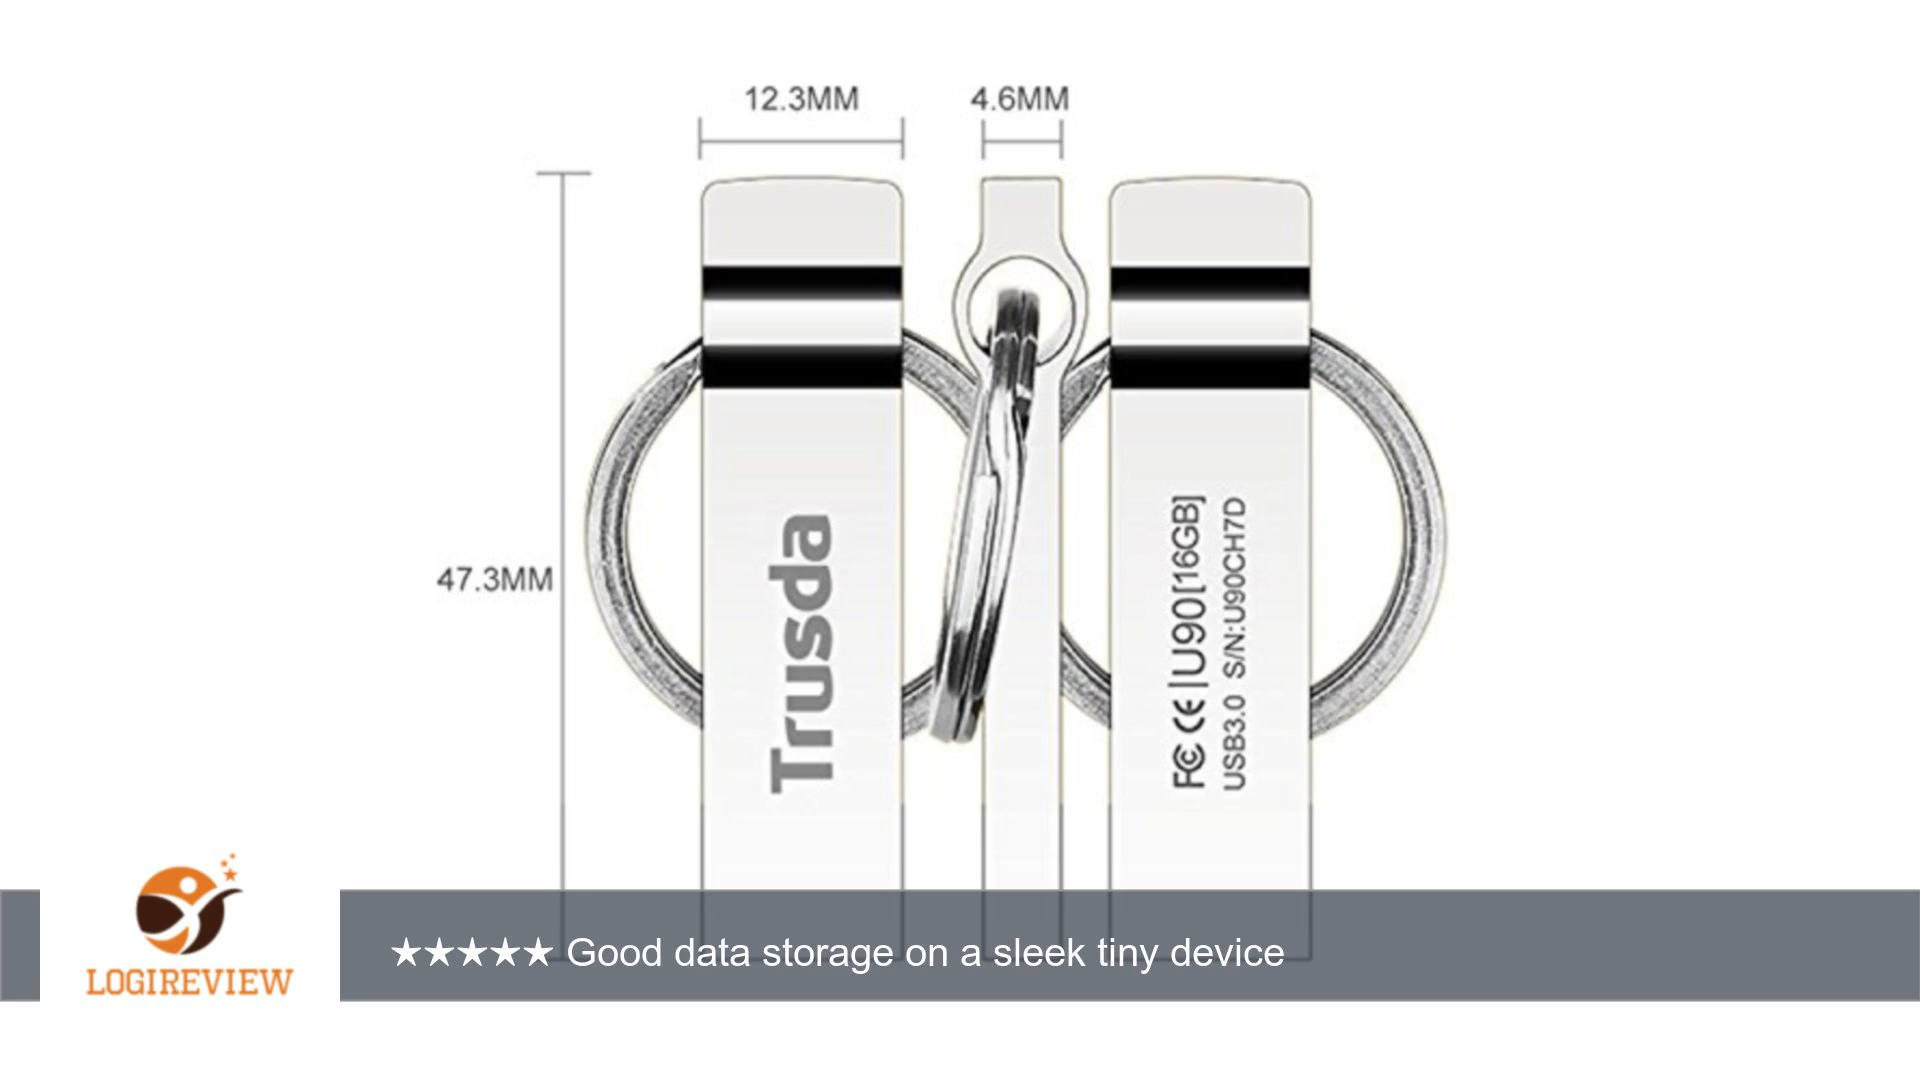 12.3MM
4.6MM
47.3MM
Trusda
FC CE | U90[16GB]
USB3.0 S/N:U90CH7D
LOGIREVIEW
★★★★★ Good data storage on a sleek tiny device